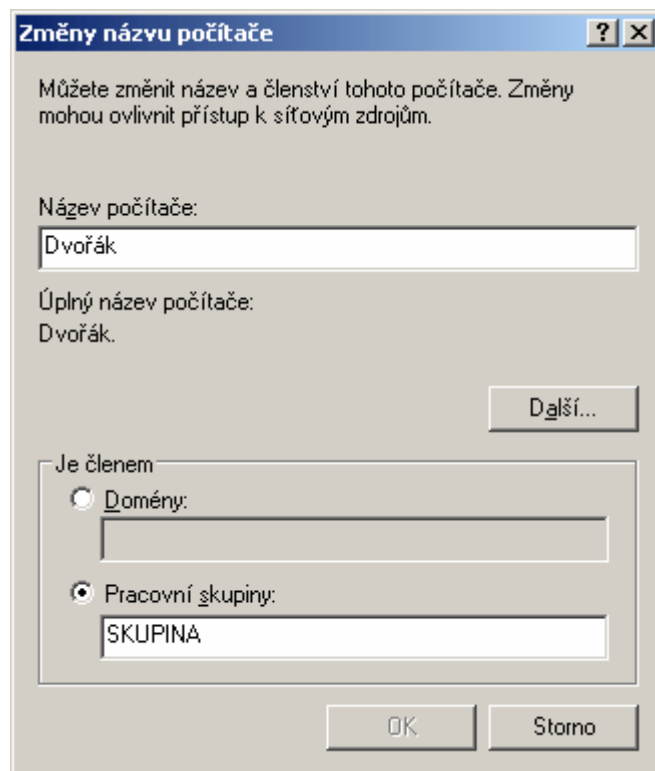 Změny názvu počítače
Můžete změnit název a členství tohoto počítače. Změny
mohou ovlivnit přístup k síťovým zdrojům.
Název počítače:
Dvořák
Úplný název počítače:
Dvořák.
Další...
Je členem
Domény:
Pracovní skupiny:
SKUPINA
OK
Storno